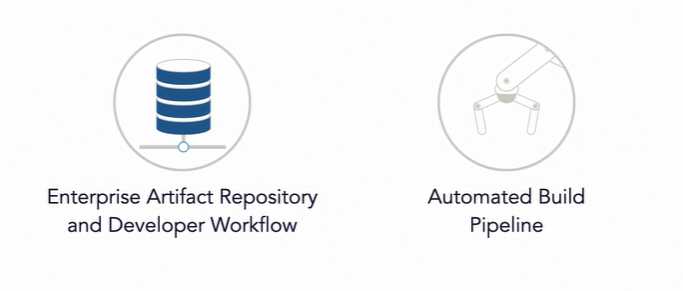 Enterprise Artifact Repository
and Developer Workflow
Automated Build
Pipeline